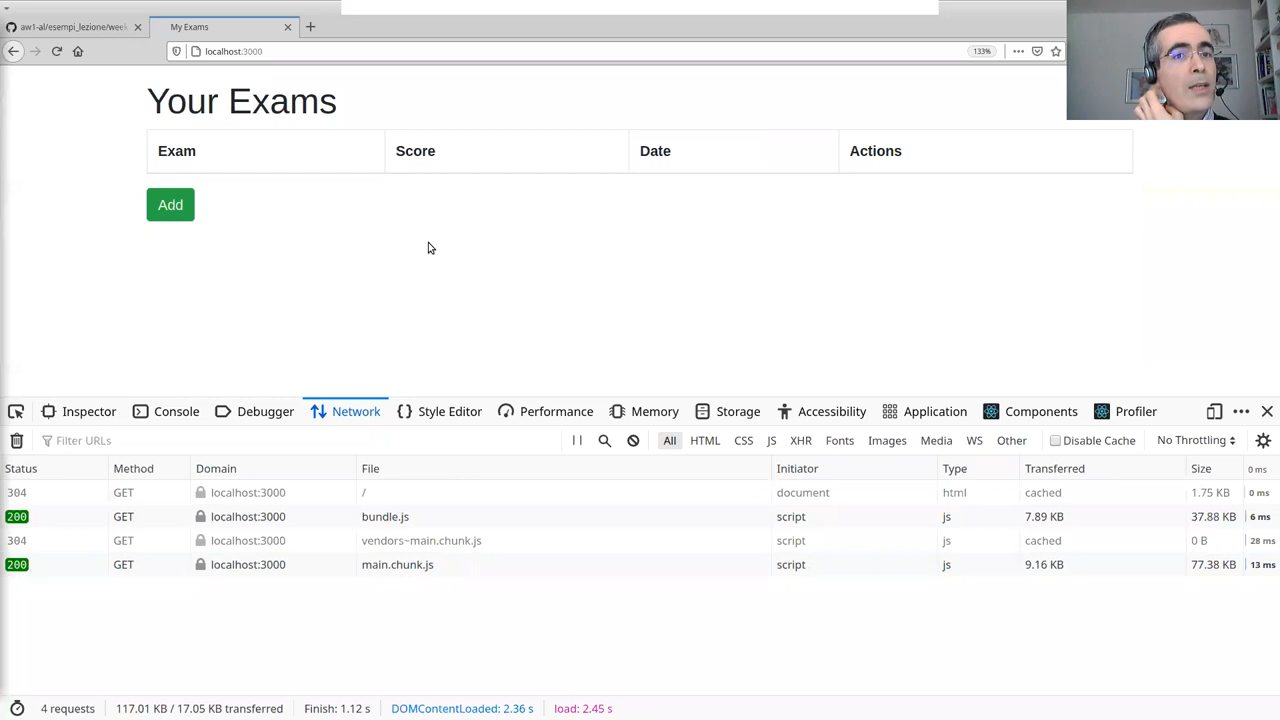 aw1-al/esempi_lezione/week
My Exams
localhost:3000
133%
Your Exams
Exam Score Date Actions
Add
Inspector Console Debugger Network Style Editor Performance Memory Storage Accessibility Application Components Profiler
Filter URLs All HTML CSS JS XHR Fonts Images Media WS Other Disable Cache No Throttling
Status Method Domain File Initiator Type Transferred Size 0 ms
304 GET localhost:3000 / document html cached 1.75 KB 0 ms
200 GET localhost:3000 bundle.js script js 7.89 KB 37.88 KB 6 ms
304 GET localhost:3000 vendors~main.chunk.js script js cached 0 B 28 ms
200 GET localhost:3000 main.chunk.js script js 9.16 KB 77.38 KB 13 ms
4 requests 117.01 KB / 17.05 KB transferred Finish: 1.12 s DOMContentLoaded: 2.36 s load: 2.45 s